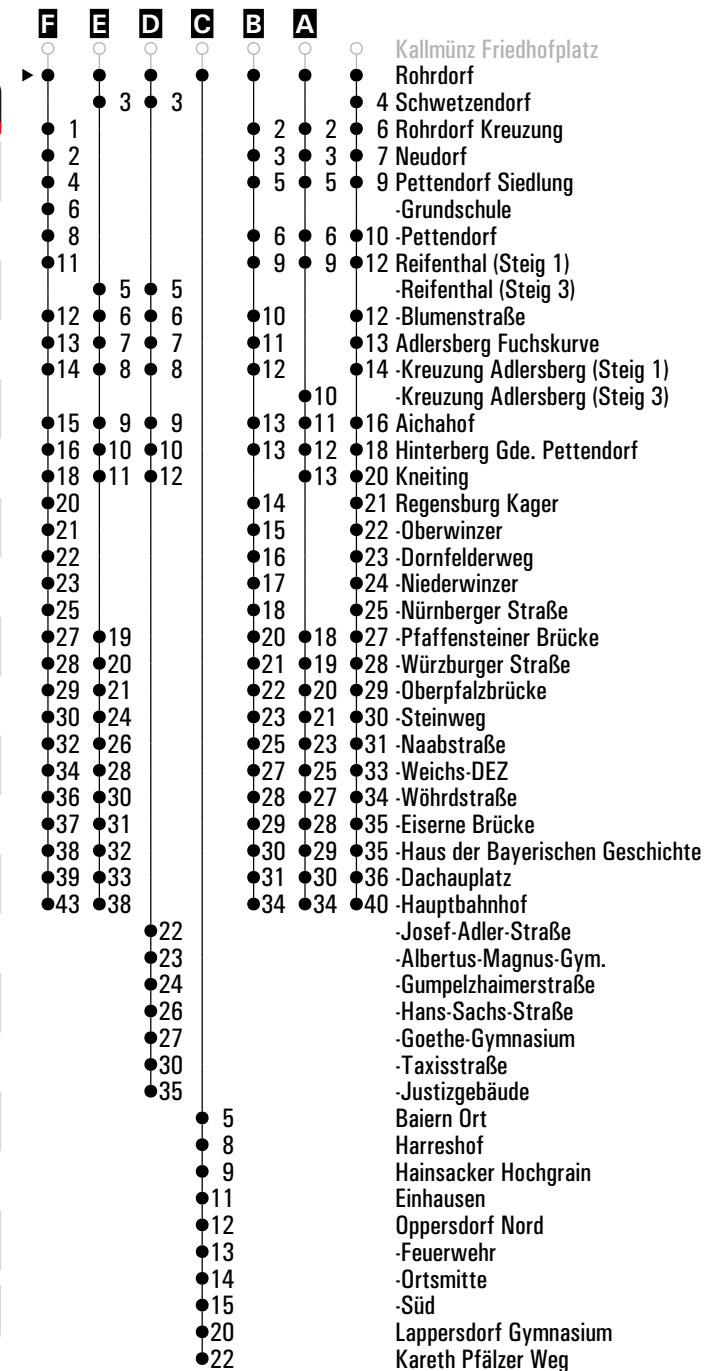 F E D C B A
Kallmünz Friedhofplatz
Rohrdorf
3 3 4 Schwetzendorf
1 2 2 6 Rohrdorf Kreuzung
2 3 3 7 Neudorf
4 5 5 9 Pettendorf Siedlung
6 -Grundschule
8 6 6 10 -Pettendorf
11 9 9 12 Reifenthal (Steig 1)
5 5 -Reifenthal (Steig 3)
12 6 6 10 12 -Blumenstraße
13 7 7 11 13 Adlersberg Fuchskurve
14 8 8 12 14 -Kreuzung Adlersberg (Steig 1)
10 -Kreuzung Adlersberg (Steig 3)
15 9 9 13 11 16 Aichahof
16 10 10 13 12 18 Hinterberg Gde. Pettendorf
18 11 12 13 20 Kneiting
20 14 21 Regensburg Kager
21 15 22 -Oberwinzer
22 16 23 -Dornfelderweg
23 17 24 -Niederwinzer
25 18 25 -Nürnberger Straße
27 19 20 18 27 -Pfaffensteiner Brücke
28 20 21 19 28 -Würzburger Straße
29 21 22 20 29 -Oberpfalzbrücke
30 24 23 21 30 -Steinweg
32 26 25 23 31 -Naabstraße
34 28 27 25 33 -Weichs-DEZ
36 30 28 27 34 -Wöhrdstraße
37 31 29 28 35 -Eiserne Brücke
38 32 30 29 35 -Haus der Bayerischen Geschichte
39 33 31 30 36 -Dachauplatz
43 38 34 34 40 -Hauptbahnhof
22 -Josef-Adler-Straße
23 -Albertus-Magnus-Gym.
24 -Gumpelzhaimerstraße
26 -Hans-Sachs-Straße
27 -Goethe-Gymnasium
30 -Taxisstraße
35 -Justizgebäude
5 Baiern Ort
8 Harreshof
9 Hainsacker Hochgrain
11 Einhausen
12 Oppersdorf Nord
13 -Feuerwehr
14 -Ortsmitte
15 -Süd
20 Lappersdorf Gymnasium
22 Kareth Pfälzer Weg